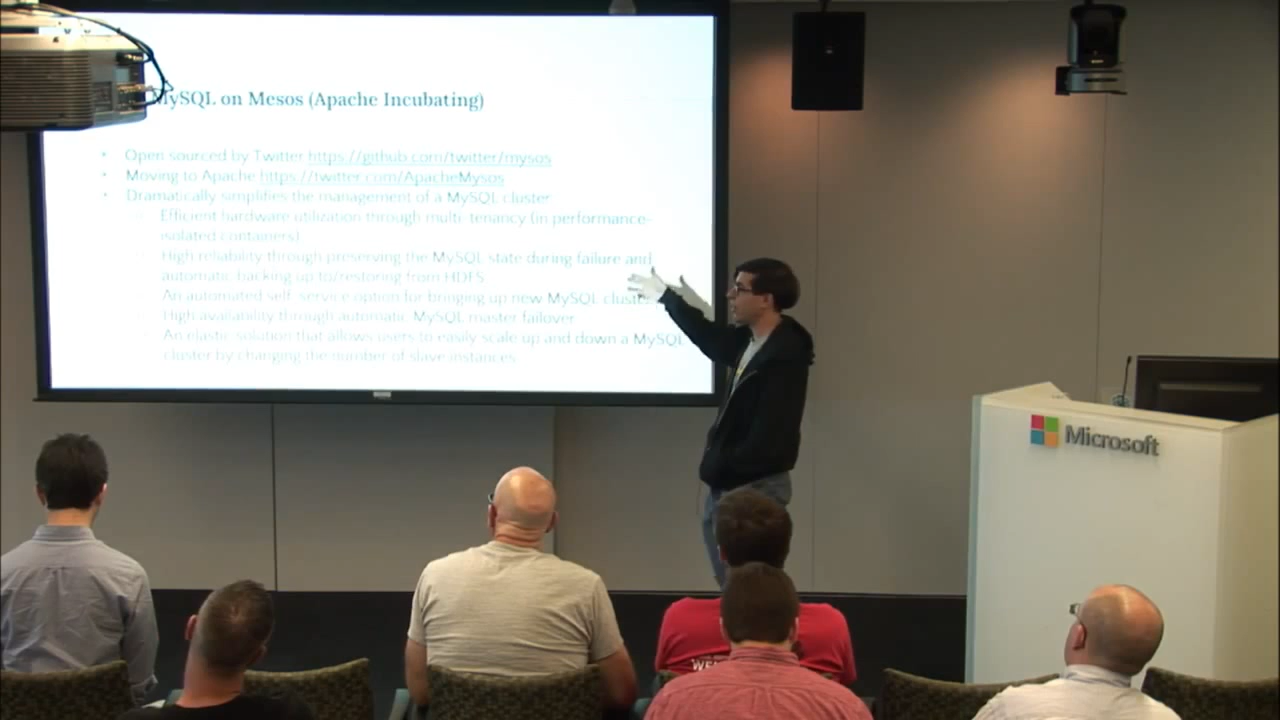 MySQL on Mesos (Apache Incubating)
Open sourced by Twitter https://github.com/twitter/mysos
Moving to Apache https://twitter.com/ApacheMysos
Dramatically simplifies the management of a MySQL cluster
Efficient hardware utilization through multi-tenancy (in performance-
isolated containers)
High reliability through preserving the MySQL state during failure and
automatic backing up to/restoring from HDFS
An automated self-service option for bringing up new MySQL
High availability through automatic MySQL master failover
An elastic solution that allows users to easily scale up and down a MySQL
cluster by changing the number of slave instances
Microsoft